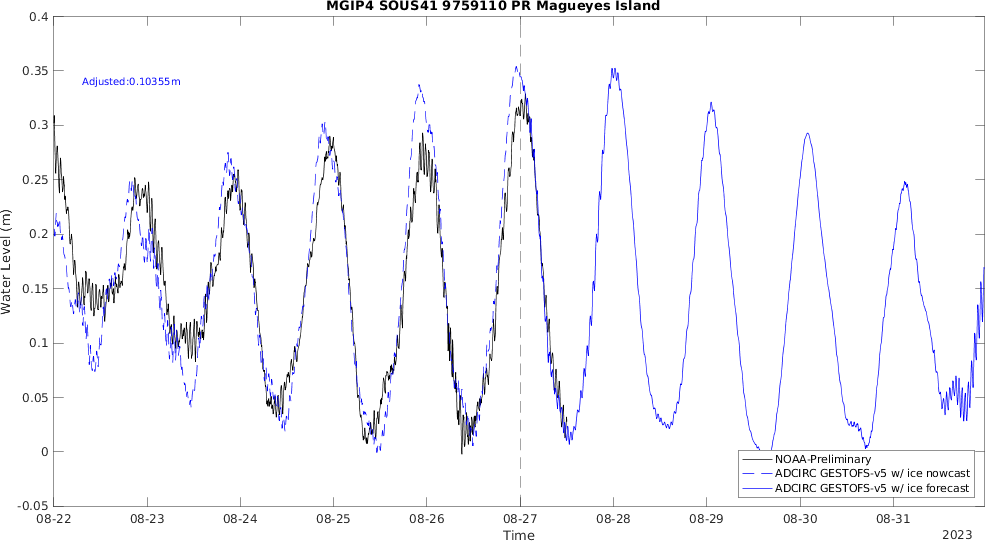 MGIP4 SOUS41 9759110 PR Magueyes Island
0.4
0.35
Adjusted:0.10355m
0.3
0.25
0.2
Water Level (m)
0.15
0.1
0.05
0
-0.05
NOAA-Preliminary
ADCIRC GESTOFS-v5 w/ ice nowcast
ADCIRC GESTOFS-v5 w/ ice forecast
08-22 08-23 08-24 08-25 08-26 08-27 08-28 08-29 08-30 08-31
Time
2023